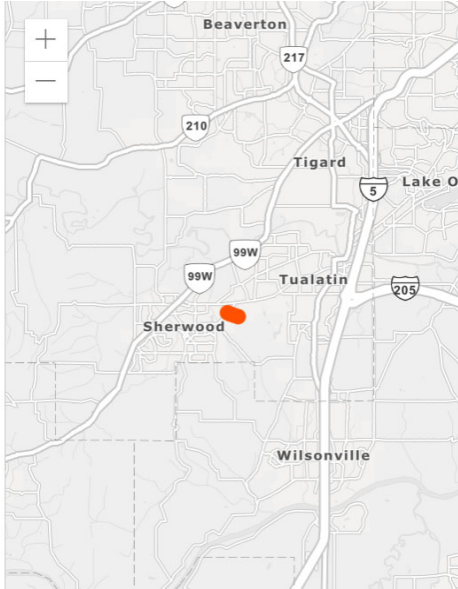 +
Beaverton
−
217
210
Tigard
5
Lake O
99W
99W
Tualatin
205
Sherwood
Wilsonville